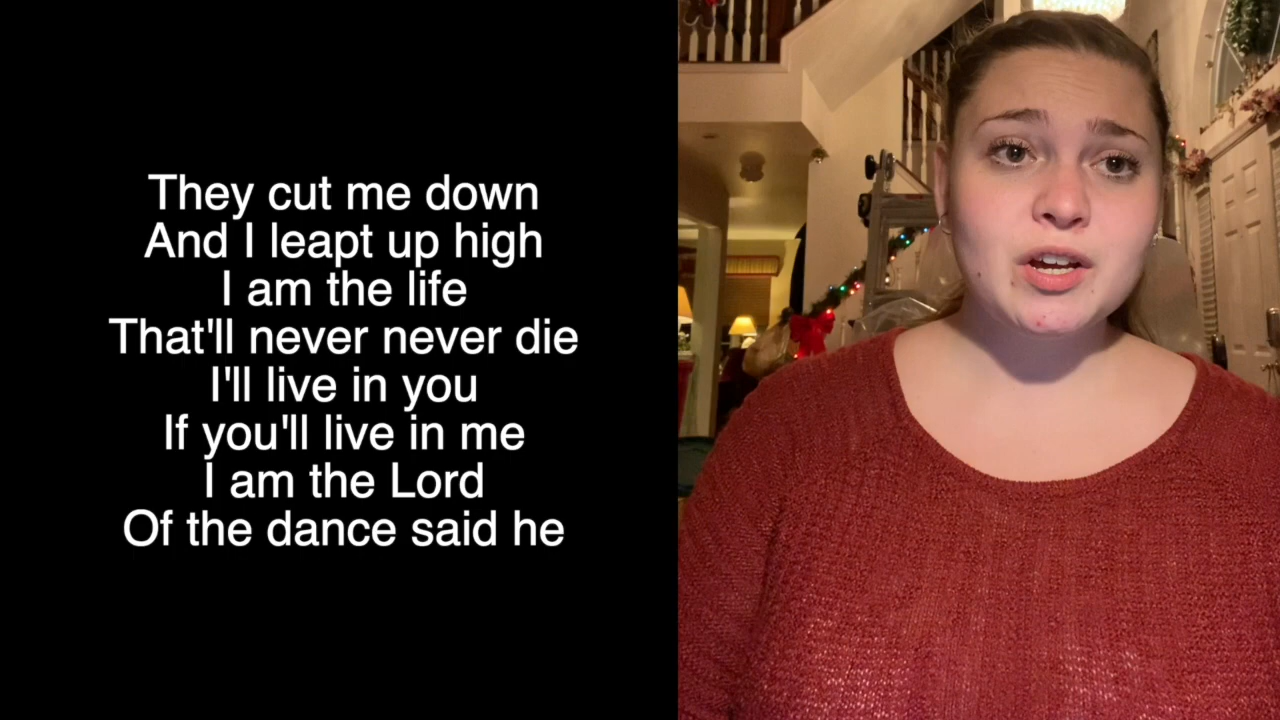 They cut me down
And I leapt up high
I am the life
That'll never never die
I'll live in you
If you'll live in me
I am the Lord
Of the dance said he